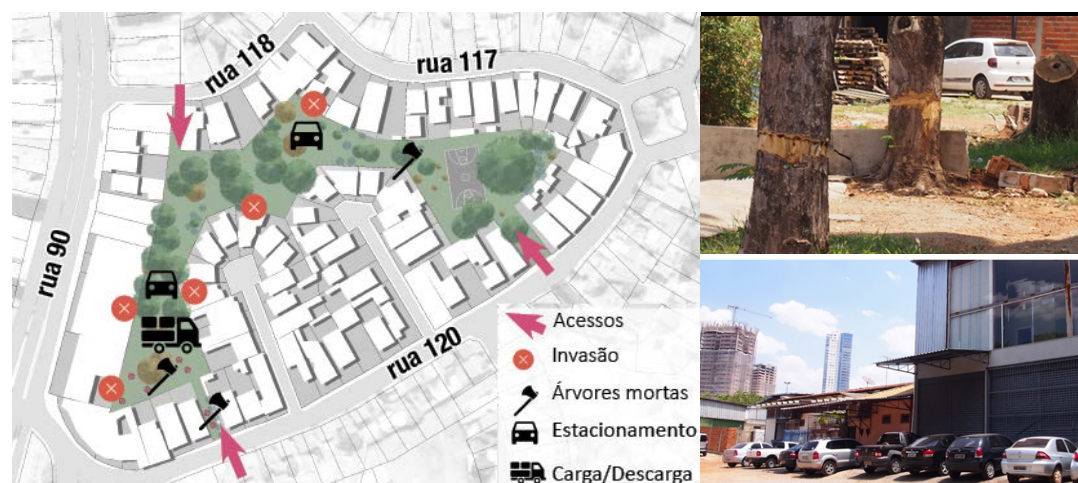 rua 118
rua 117
rua 90
rua 120
Acessos
Invasão
Árvores mortas
Estacionamento
Carga/Descarga